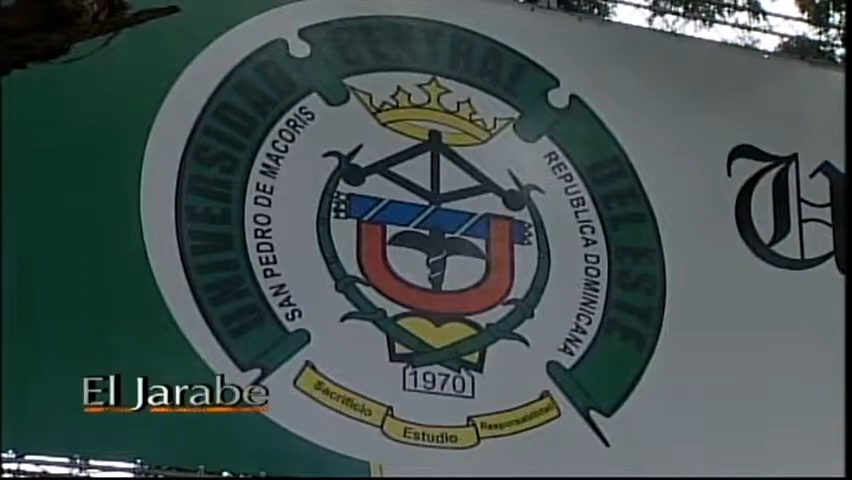 UNIVERSIDAD CENTRAL DEL ESTE
SAN PEDRO DE MACORIS
REPUBLICA DOMINICANA
1970
Sacrificio
Estudio
Responsabilidad
El Jarabe